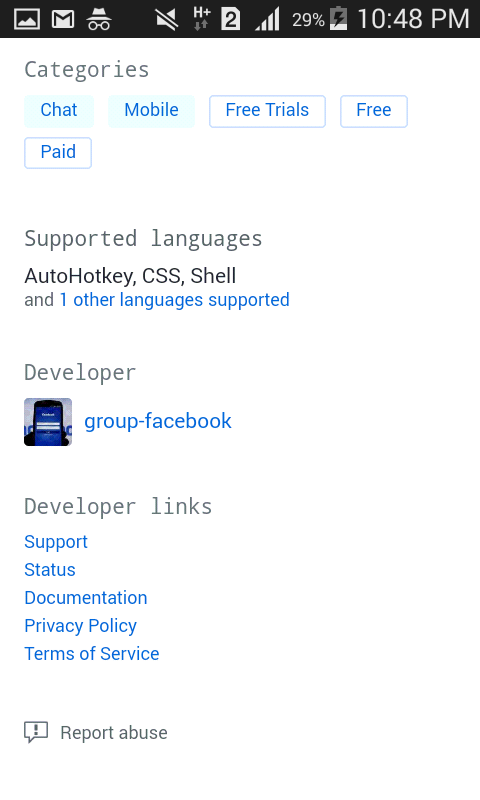 H+ 2 29% 10:48 PM
Categories
Chat Mobile Free Trials Free
Paid
Supported languages
AutoHotkey, CSS, Shell
and 1 other languages supported
Developer
group-facebook
Developer links
Support
Status
Documentation
Privacy Policy
Terms of Service
Report abuse